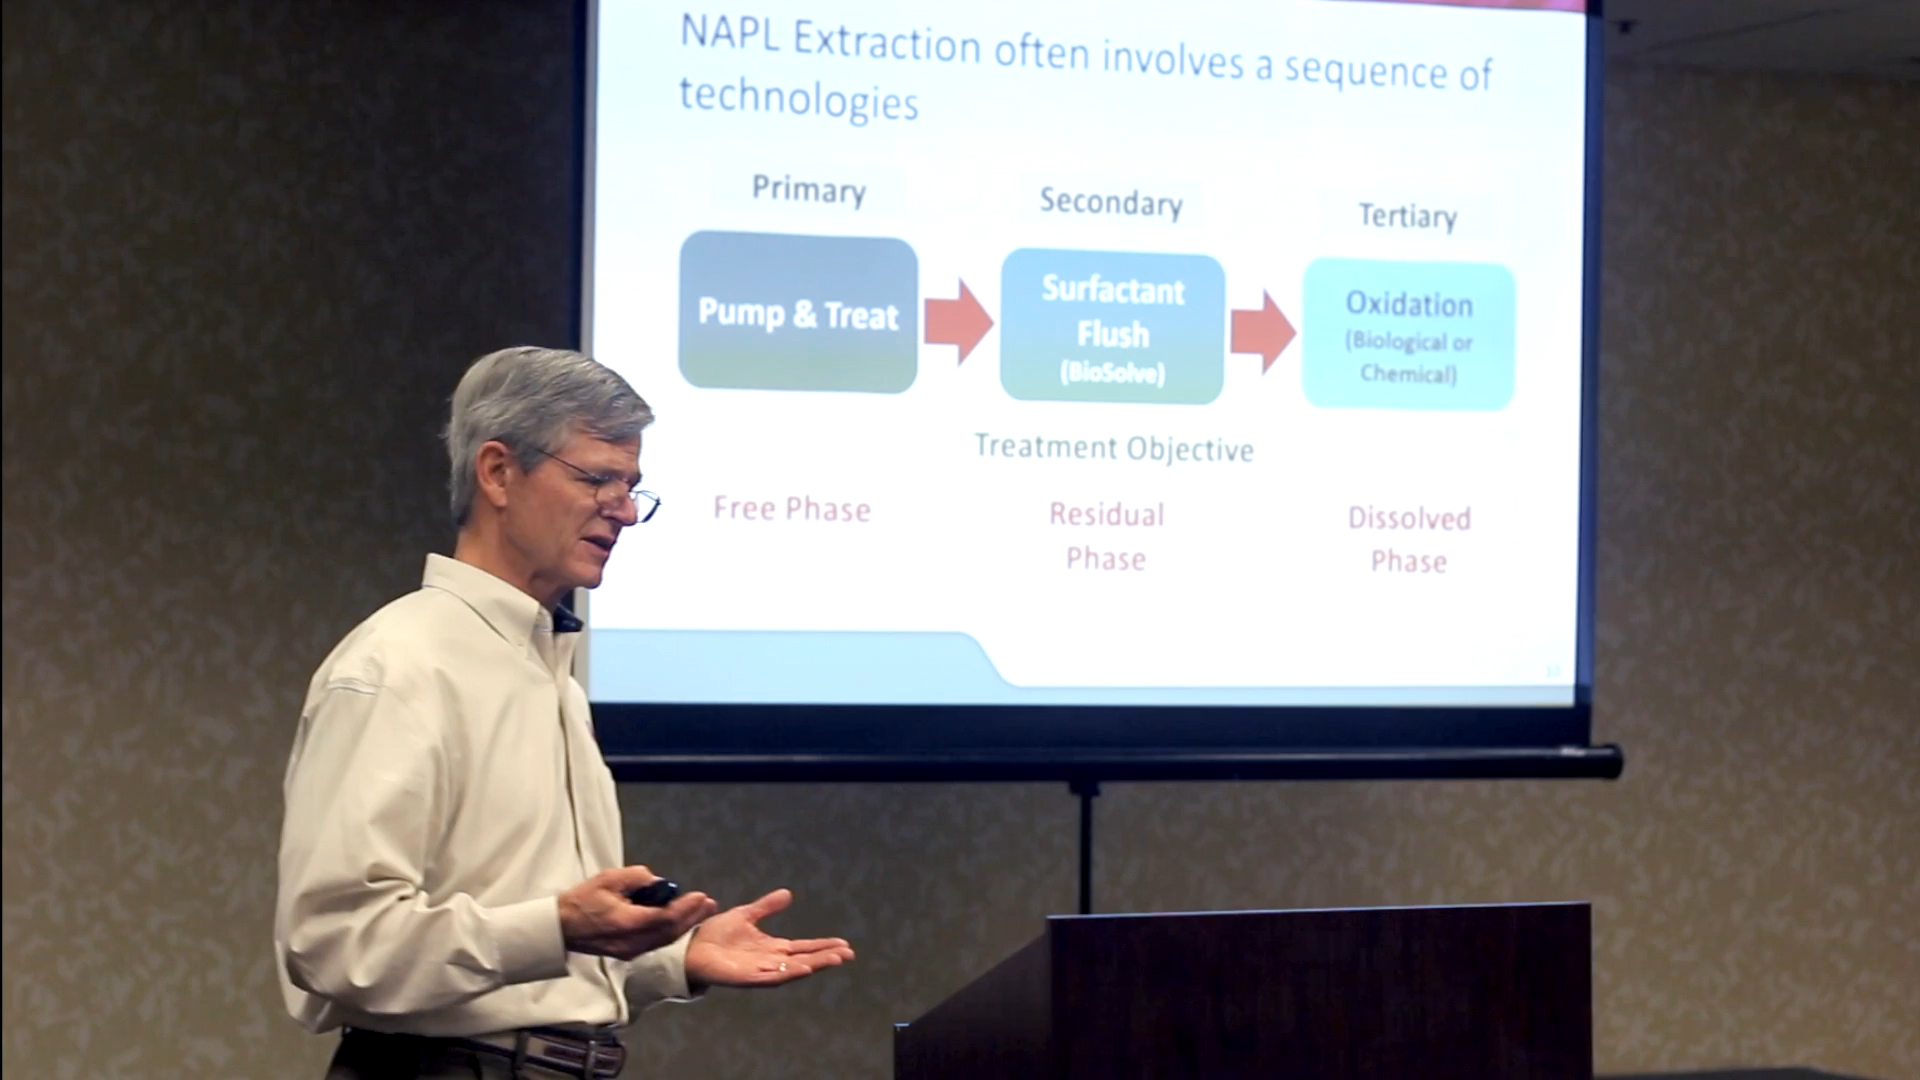 NAPL Extraction often involves a sequence of
technologies
Primary
Secondary
Tertiary
Pump & Treat
Surfactant
Flush
(BioSolve)
Oxidation
(Biological or
Chemical)
Treatment Objective
Free Phase
Residual
Phase
Dissolved
Phase